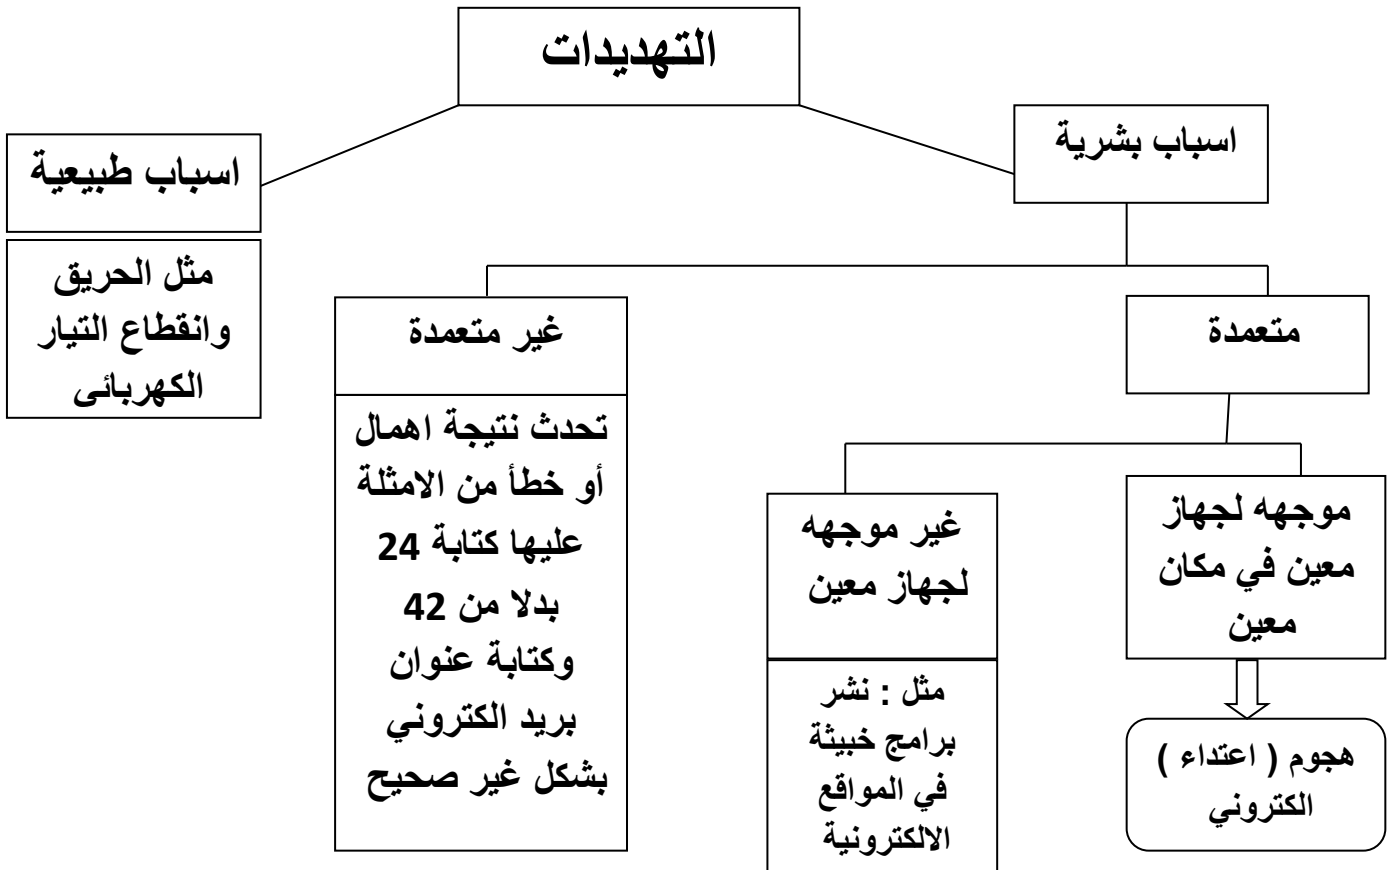 التهديدات
اسباب بشرية
اسباب طبيعية
مثل الحريق
وانقطاع التيار
الكهربائى
غير متعمدة
تحدث نتيجة اهمال
أو خطأ من الامثلة
عليها كتابة 24
بدلا من 42
وكتابة عنوان
بريد الكتروني
بشكل غير صحيح
متعمدة
موجهه لجهاز
معين في مكان
معين
هجوم ( اعتداء )
الكتروني
غير موجهه
لجهاز معين
مثل : نشر
برامج خبيثة
في المواقع
الالكترونية